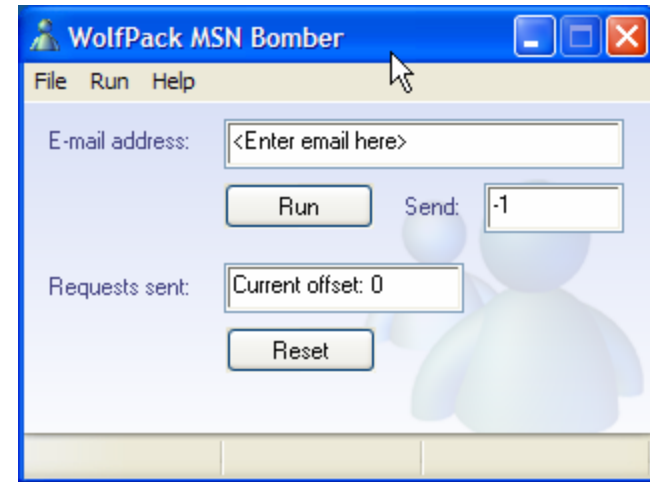 WolfPack MSN Bomber
File Run Help
E-mail address: <Enter email here>
Run Send: -1
Requests sent: Current offset: 0
Reset